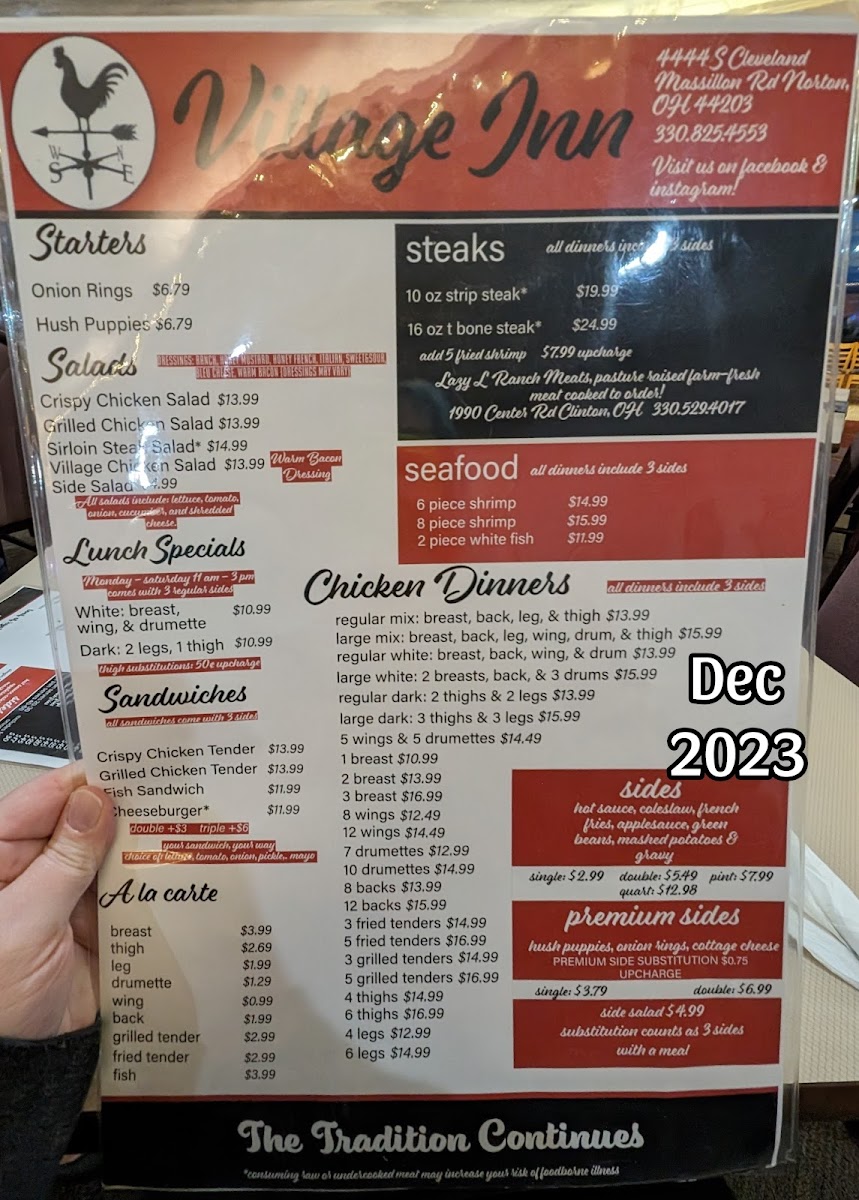 Village Inn
4444 S Cleveland
Massillon Rd Norton,
OH 44203
330.825.4553
Visit us on facebook &
instagram!
W
S
E
Starters
Onion Rings $6.79
Hush Puppies $6.79
Salads
DRESSINGS: RANCH, HONEY MUSTARD, HONEY FRENCH, ITALIAN, SWEET&SOUR,
BLEU CHEESE, WARM BACON (DRESSINGS MAY VARY)
Crispy Chicken Salad $13.99
Grilled Chicken Salad $13.99
Sirloin Steak Salad* $14.99
Village Chicken Salad $13.99
Warm Bacon
Dressing
Side Salad .99
All salads include: lettuce, tomato,
onion, cucumber, and shredded
cheese.
Lunch Specials
Monday – saturday 11 am – 3 pm
comes with 3 regular sides
White: breast, $10.99
wing, & drumette
Dark: 2 legs, 1 thigh $10.99
thigh substitutions: 50¢ upcharge
Sandwiches
all sandwiches come with 3 sides
Crispy Chicken Tender $13.99
Grilled Chicken Tender $13.99
Fish Sandwich $11.99
Cheeseburger* $11.99
double +$3 triple +$6
your sandwich, your way
choice of: lettuce, tomato, onion, pickle,. mayo
A la carte
breast $3.99
thigh $2.69
leg $1.99
drumette $1.29
wing $0.99
back $1.99
grilled tender $2.99
fried tender $2.99
fish $3.99
steaks all dinners sides
10 oz strip steak* $19.99
16 oz t bone steak* $24.99
add 5 fried shrimp $7.99 upcharge
Lazy L Ranch Meats, pasture raised farm-fresh
meat cooked to order!
1990 Center Rd Clinton, OH 330.529.4017
seafood all dinners include 3 sides
6 piece shrimp $14.99
8 piece shrimp $15.99
2 piece white fish $11.99
Chicken Dinners all dinners include 3 sides
regular mix: breast, back, leg, & thigh $13.99
large mix: breast, back, leg, wing, drum, & thigh $15.99
regular white: breast, back, wing, & drum $13.99
large white: 2 breasts, back, & 3 drums $15.99
regular dark: 2 thighs & 2 legs $13.99
large dark: 3 thighs & 3 legs $15.99
5 wings & 5 drumettes $14.49
1 breast $10.99
2 breast $13.99
3 breast $16.99
8 wings $12.49
12 wings $14.49
7 drumettes $12.99
10 drumettes $14.99
8 backs $13.99
12 backs $15.99
3 fried tenders $14.99
5 fried tenders $16.99
3 grilled tenders $14.99
5 grilled tenders $16.99
4 thighs $14.99
6 thighs $16.99
4 legs $12.99
6 legs $14.99
Dec
2023
sides
hot sauce, coleslaw, french
fries, applesauce, green
beans, mashed potatoes &
gravy
single: $2.99 double: $5.49 pint: $7.99
quart: $12.98
premium sides
hush puppies, onion rings, cottage cheese
PREMIUM SIDE SUBSTITUTION $0.75
UPCHARGE
single: $3.79 double: $6.99
side salad $4.99
substitution counts as 3 sides
with a meal
The Tradition Continues
*consuming raw or undercooked meat may increase your risk of foodborne illness